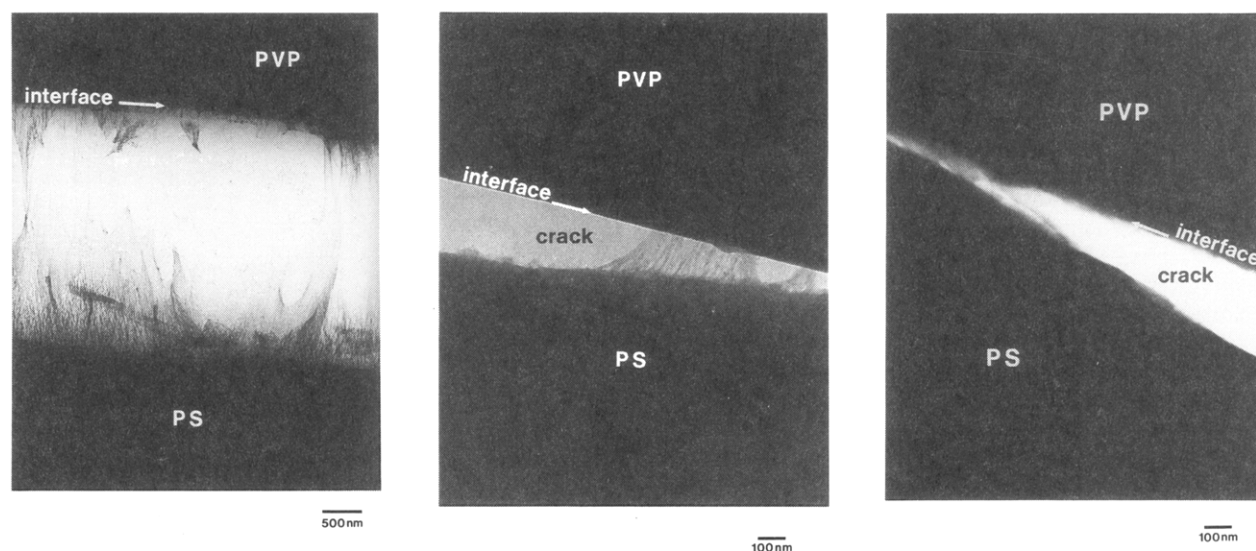 PVP
interface
PS
500nm
PVP
interface
crack
PS
100nm
PVP
interface
crack
PS
100nm